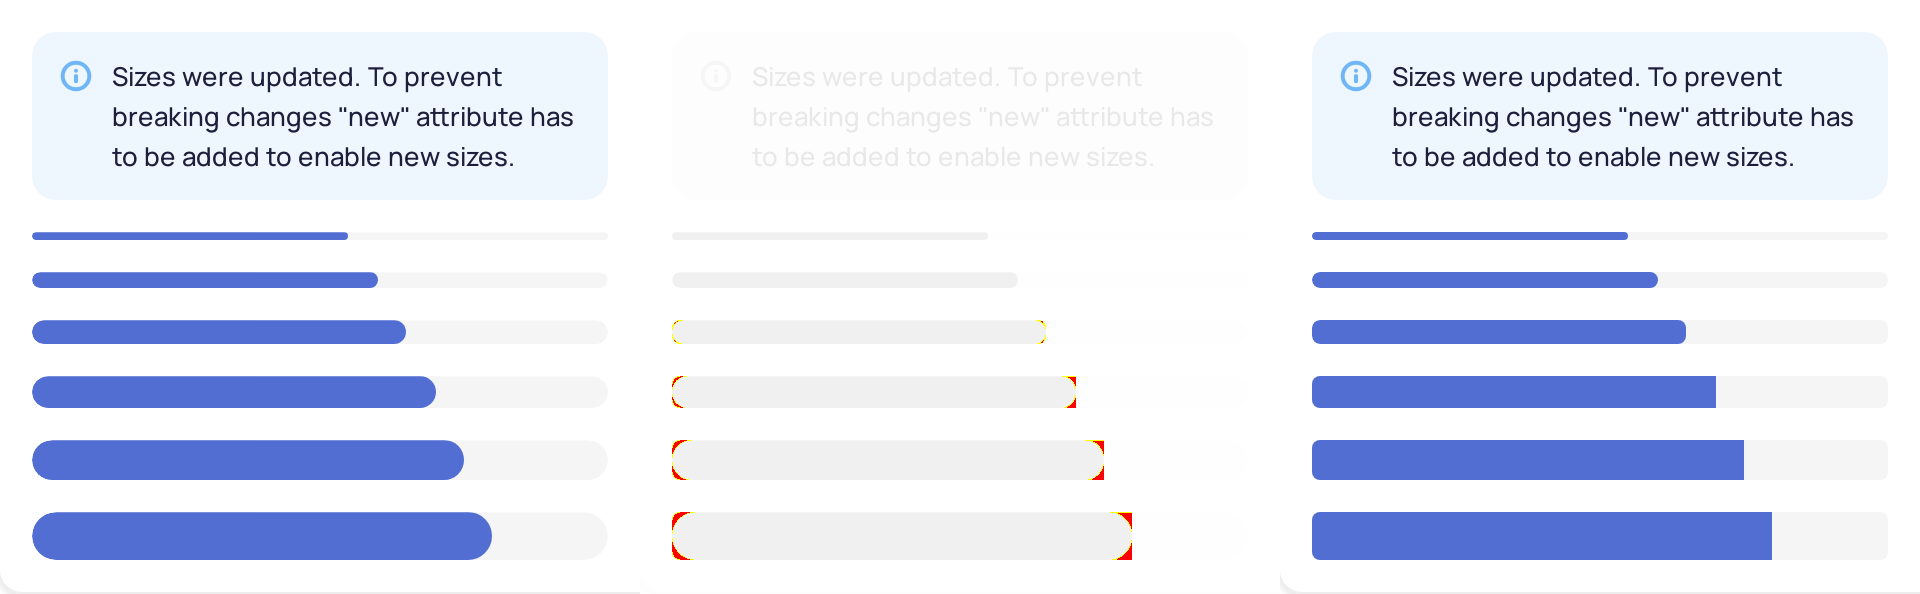 Sizes were updated. To prevent
breaking changes "new" attribute has
to be added to enable new sizes.
Sizes were updated. To prevent
breaking changes "new" attribute has
to be added to enable new sizes.
Sizes were updated. To prevent
breaking changes "new" attribute has
to be added to enable new sizes.